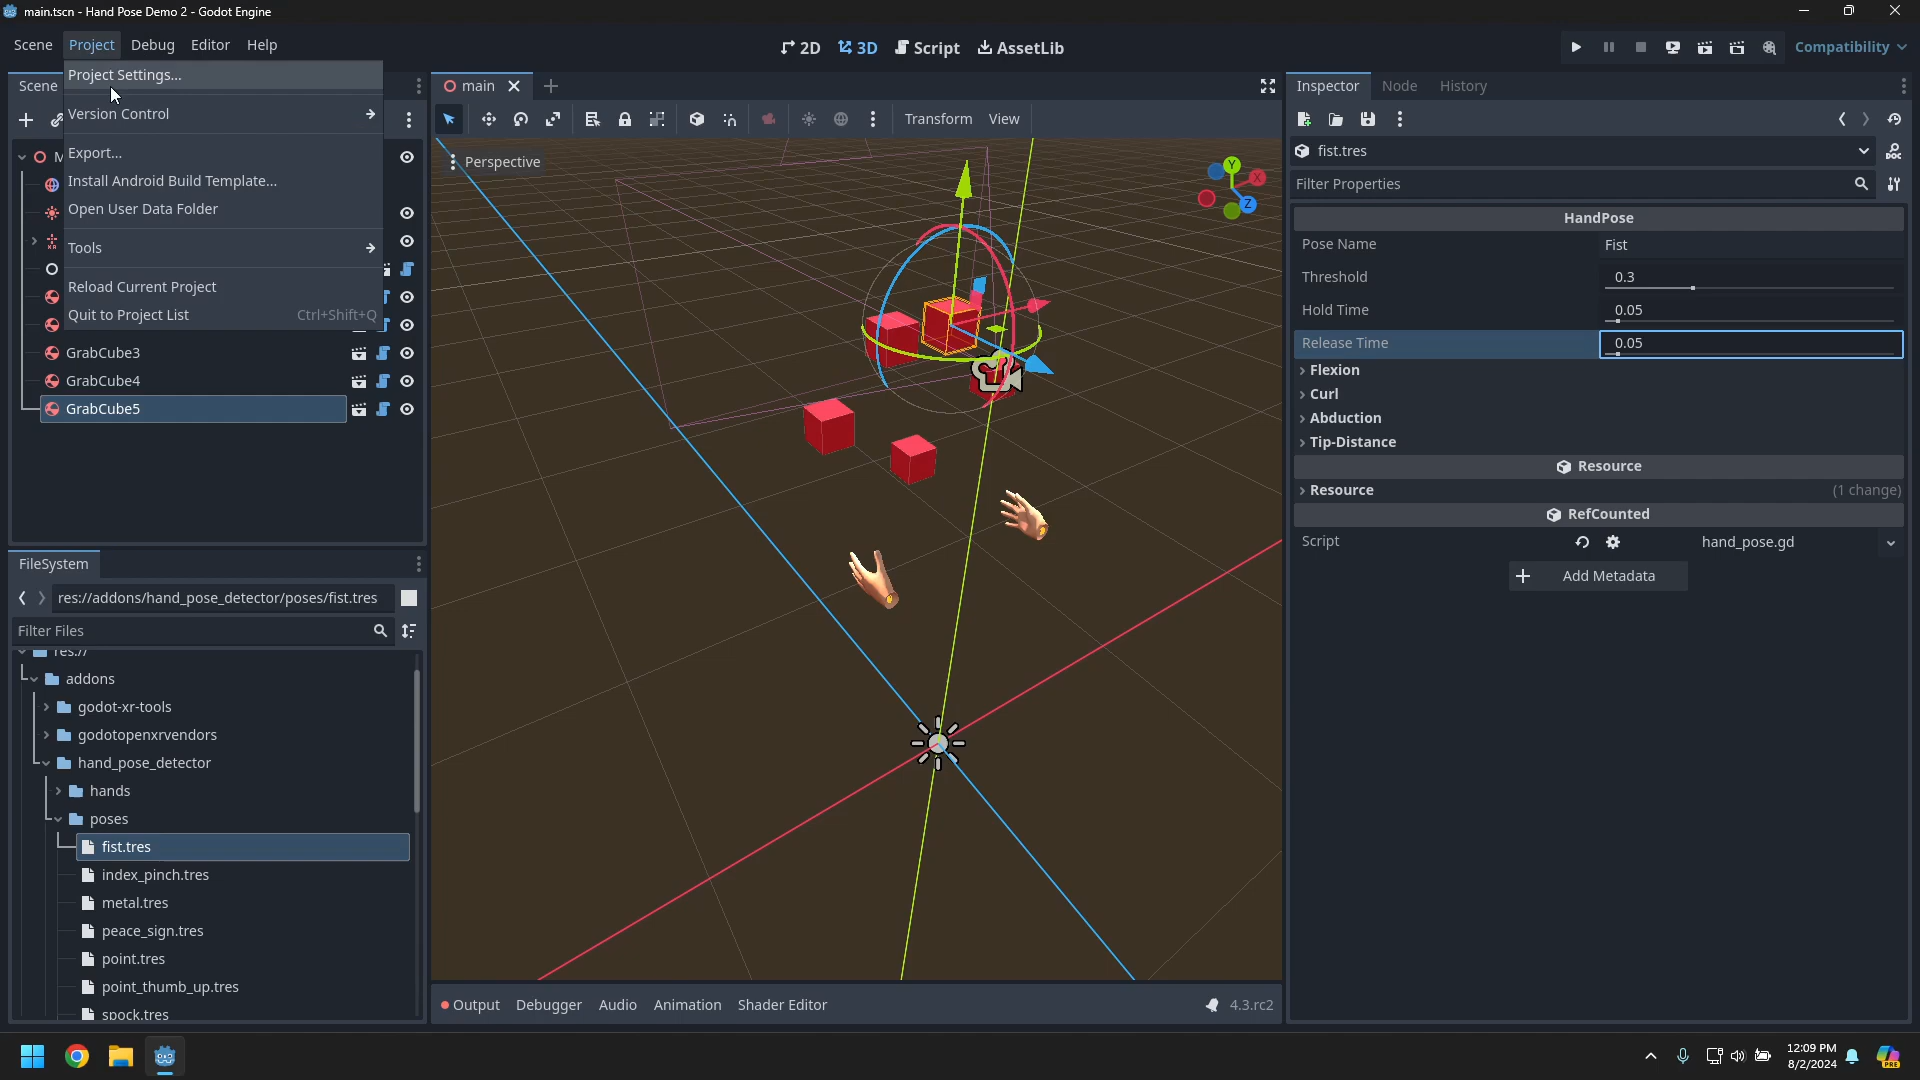 main.tscn - Hand Pose Demo 2 - Godot Engine
Scene Project Debug Editor Help
2D 3D Script AssetLib
Compatibility
Scene
Project Settings...
Version Control
Export...
Install Android Build Template...
Open User Data Folder
Tools
Reload Current Project
Quit to Project List Ctrl+Shift+Q
GrabCube3
GrabCube4
GrabCube5
FileSystem
res://addons/hand_pose_detector/poses/fist.tres
Filter Files
res://
addons
godot-xr-tools
godotopenxrvendors
hand_pose_detector
hands
poses
fist.tres
index_pinch.tres
metal.tres
peace_sign.tres
point.tres
point_thumb_up.tres
spock.tres
main
Transform View
Perspective
Y
X
Z
Output Debugger Audio Animation Shader Editor
4.3.rc2
Inspector Node History
fist.tres
DOC
Filter Properties
HandPose
Pose Name Fist
Threshold 0.3
Hold Time 0.05
Release Time 0.05
Flexion
Curl
Abduction
Tip-Distance
Resource
Resource (1 change)
RefCounted
Script hand_pose.gd
Add Metadata
12:09 PM
8/2/2024
PRE